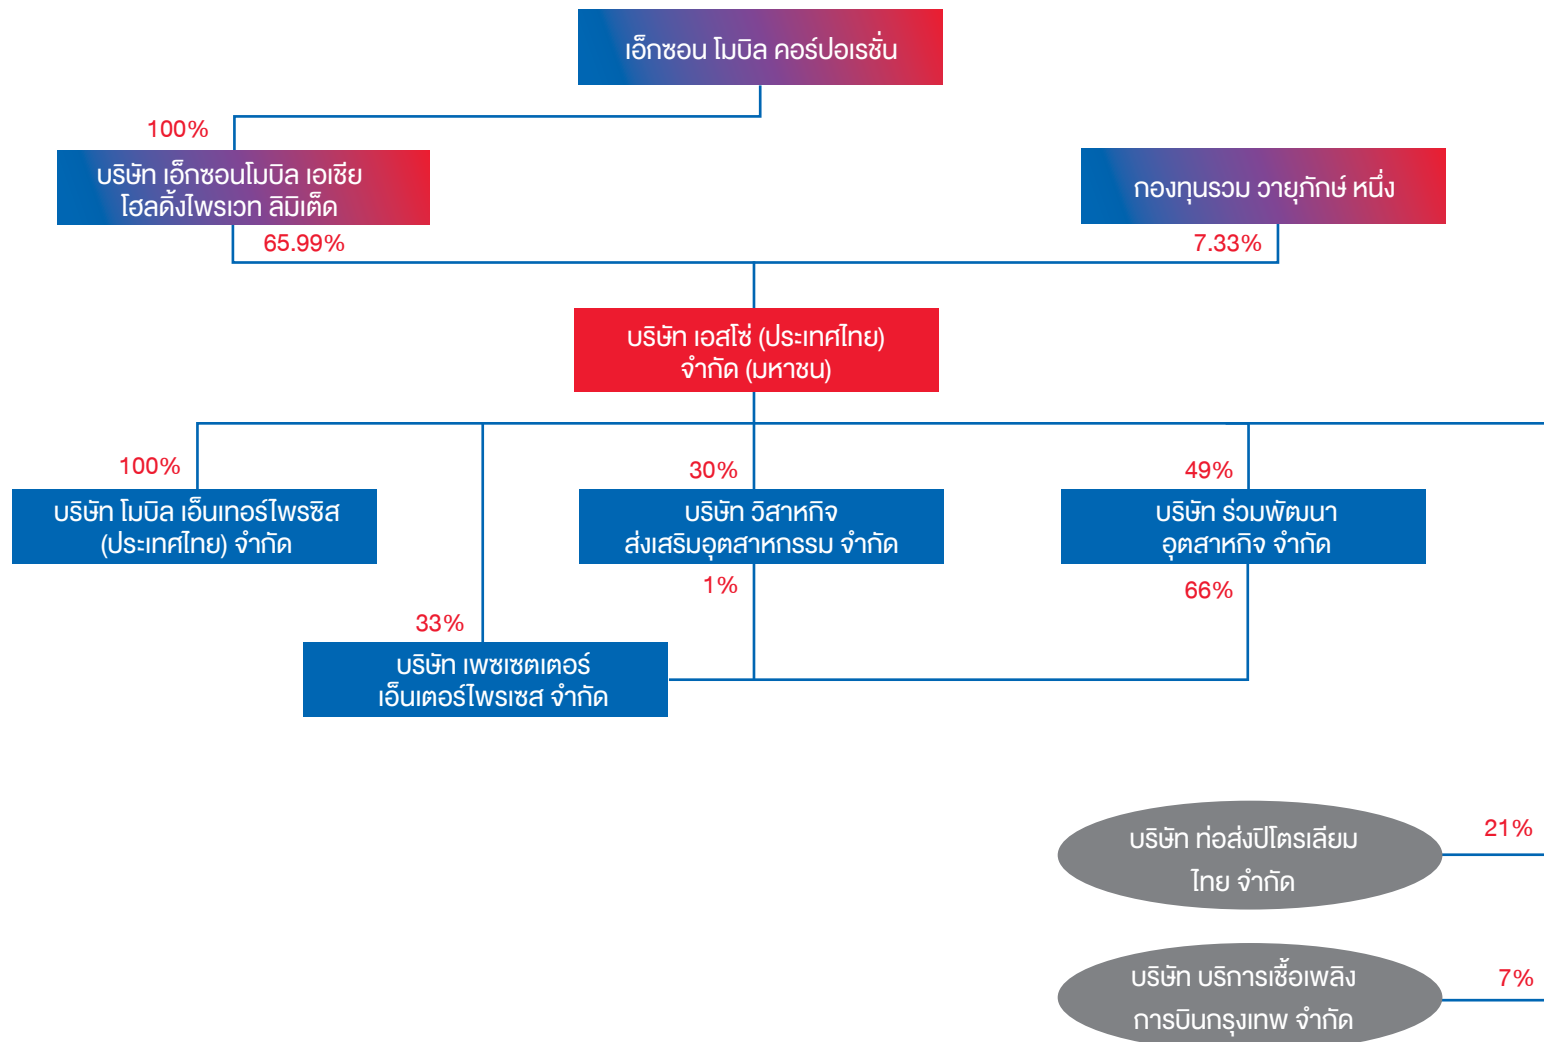 เอ็กซอน โมบิล คอร์ปอเรชั่น
100%
บริษัท เอ็กซอนโมบิล เอเชีย
โฮลดิ้งไพรเวท ลิมิเต็ด
กองทุนรวม วายุภักษ์ หนึ่ง
65.99%
7.33%
บริษัท เอสโซ่ (ประเทศไทย)
จำกัด (มหาชน)
100%
30%
49%
บริษัท โมบิล เอ็นเทอร์ไพรซิส
(ประเทศไทย) จำกัด
บริษัท วิสาหกิจ
ส่งเสริมอุตสาหกรรม จำกัด
บริษัท ร่วมพัฒนา
อุตสาหกิจ จำกัด
1%
66%
33%
บริษัท เพซเซตเตอร์
เอ็นเตอร์ไพรเซส จำกัด
บริษัท ท่อส่งปิโตรเลียม
ไทย จำกัด
21%
บริษัท บริการเชื้อเพลิง
การบินกรุงเทพ จำกัด
7%